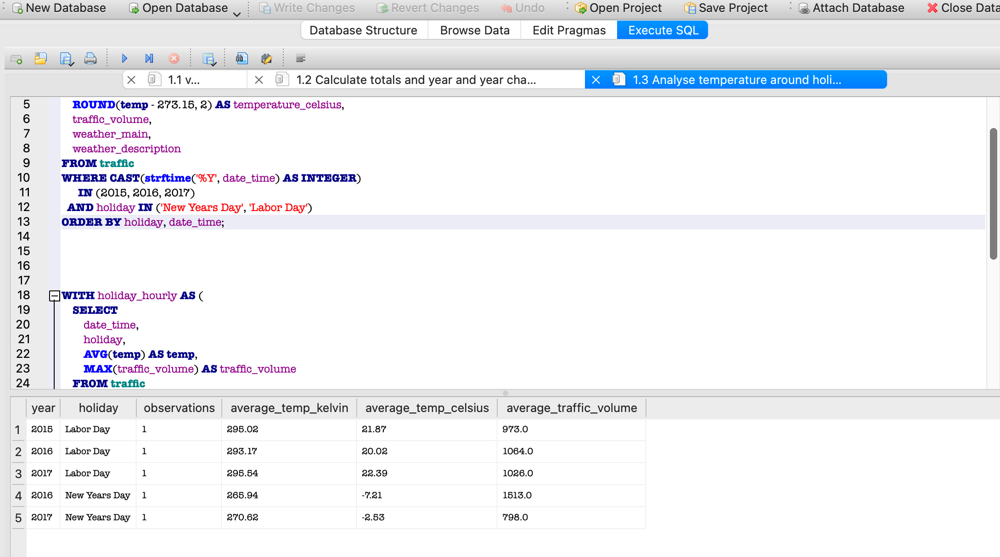 New Database Open Database Write Changes Revert Changes Undo Open Project Save Project Attach Database Close Data
Database Structure Browse Data Edit Pragmas Execute SQL
1.1 v... 1.2 Calculate totals and year and year cha... 1.3 Analyse temperature around holi...
5 ROUND(temp - 273.15, 2) AS temperature_celsius,
6 traffic_volume,
7 weather_main,
8 weather_description
9 FROM traffic
10 WHERE CAST(strftime('%Y', date_time) AS INTEGER)
11 IN (2015, 2016, 2017)
12 AND holiday IN ('New Years Day', 'Labor Day')
13 ORDER BY holiday, date_time;
14
15
16
17
18 WITH holiday_hourly AS (
19 SELECT
20 date_time,
21 holiday,
22 AVG(temp) AS temp,
23 MAX(traffic_volume) AS traffic_volume
24 FROM traffic
year holiday observations average_temp_kelvin average_temp_celsius average_traffic_volume
1 2015 Labor Day 1 295.02 21.87 973.0
2 2016 Labor Day 1 293.17 20.02 1064.0
3 2017 Labor Day 1 295.54 22.39 1026.0
4 2016 New Years Day 1 265.94 -7.21 1513.0
5 2017 New Years Day 1 270.62 -2.53 798.0